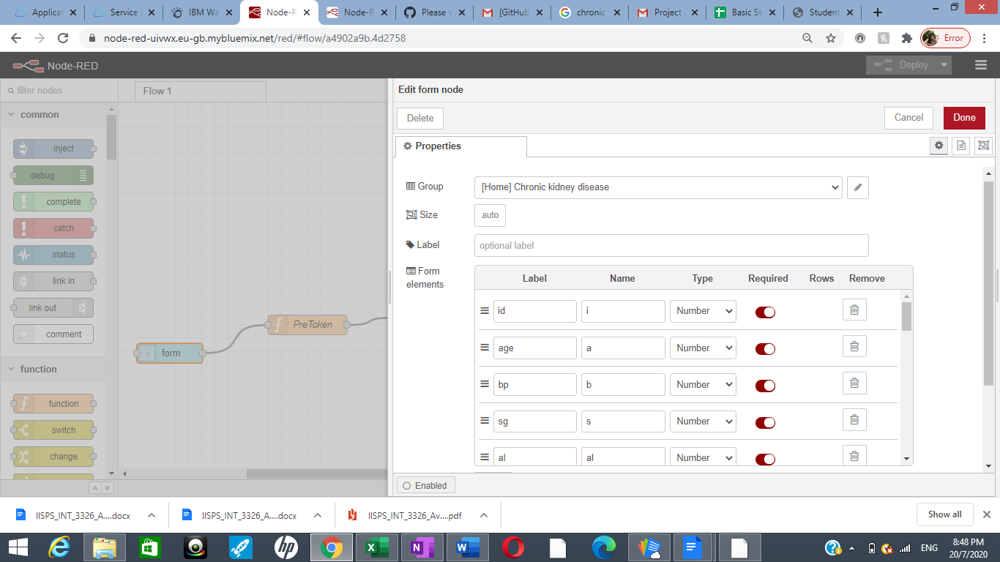 Applicat
Service
IBM Wa
Node-R
Node-R
Please v
[GitHub
chronic
Project
Basic St
Student
node-red-uivwx.eu-gb.mybluemix.net/red/#flow/a4902a9b.4d2758
Error
Node-RED
Deploy
filter nodes
Flow 1
common
inject
debug
complete
catch
status
link in
link out
comment
function
function
switch
change
form
PreToken
Edit form node
Delete
Cancel
Done
Properties
Group
[Home] Chronic kidney disease
Size
auto
Label
optional label
Form elements
Label Name Type Required Rows Remove
id i Number
age a Number
bp b Number
sg s Number
al al Number
Enabled
IISPS_INT_3326_A....docx
IISPS_INT_3326_A....docx
IISPS_INT_3326_Av....pdf
Show all
ENG
8:48 PM
20/7/2020